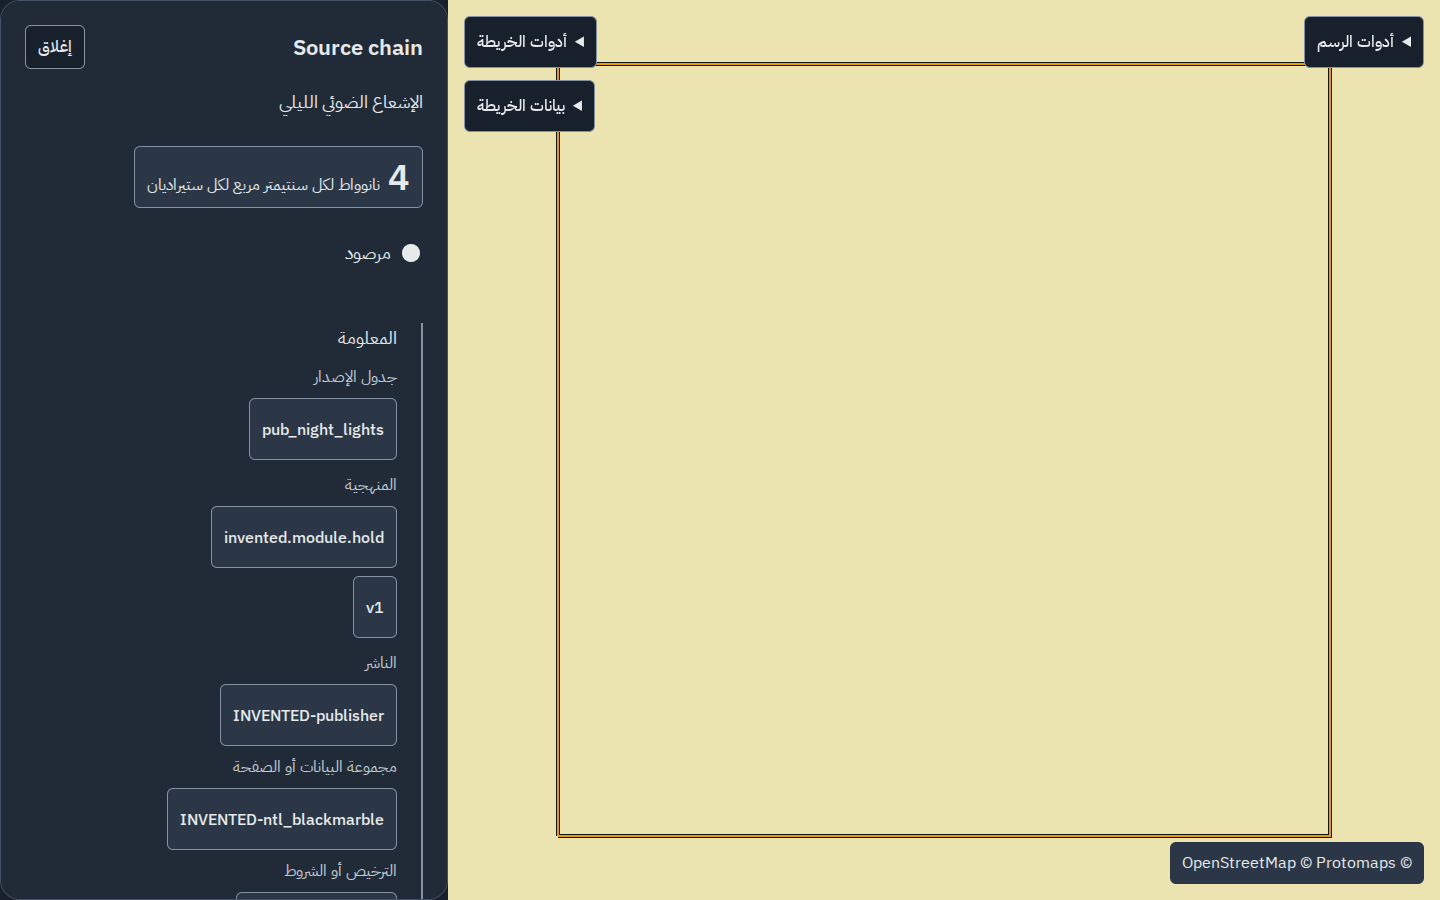 Source chain
إغلاق
الإشعاع الضوئي الليلي
4 نانوواط لكل سنتيمتر مربع لكل ستيراديان
مرصود
المعلومة
جدول الإصدار
pub_night_lights
المنهجية
invented.module.hold
v1
الناشر
INVENTED-publisher
مجموعة البيانات أو الصفحة
INVENTED-ntl_blackmarble
الترخيص أو الشروط
أدوات الرسم
أدوات الخريطة
بيانات الخريطة
OpenStreetMap © Protomaps ©